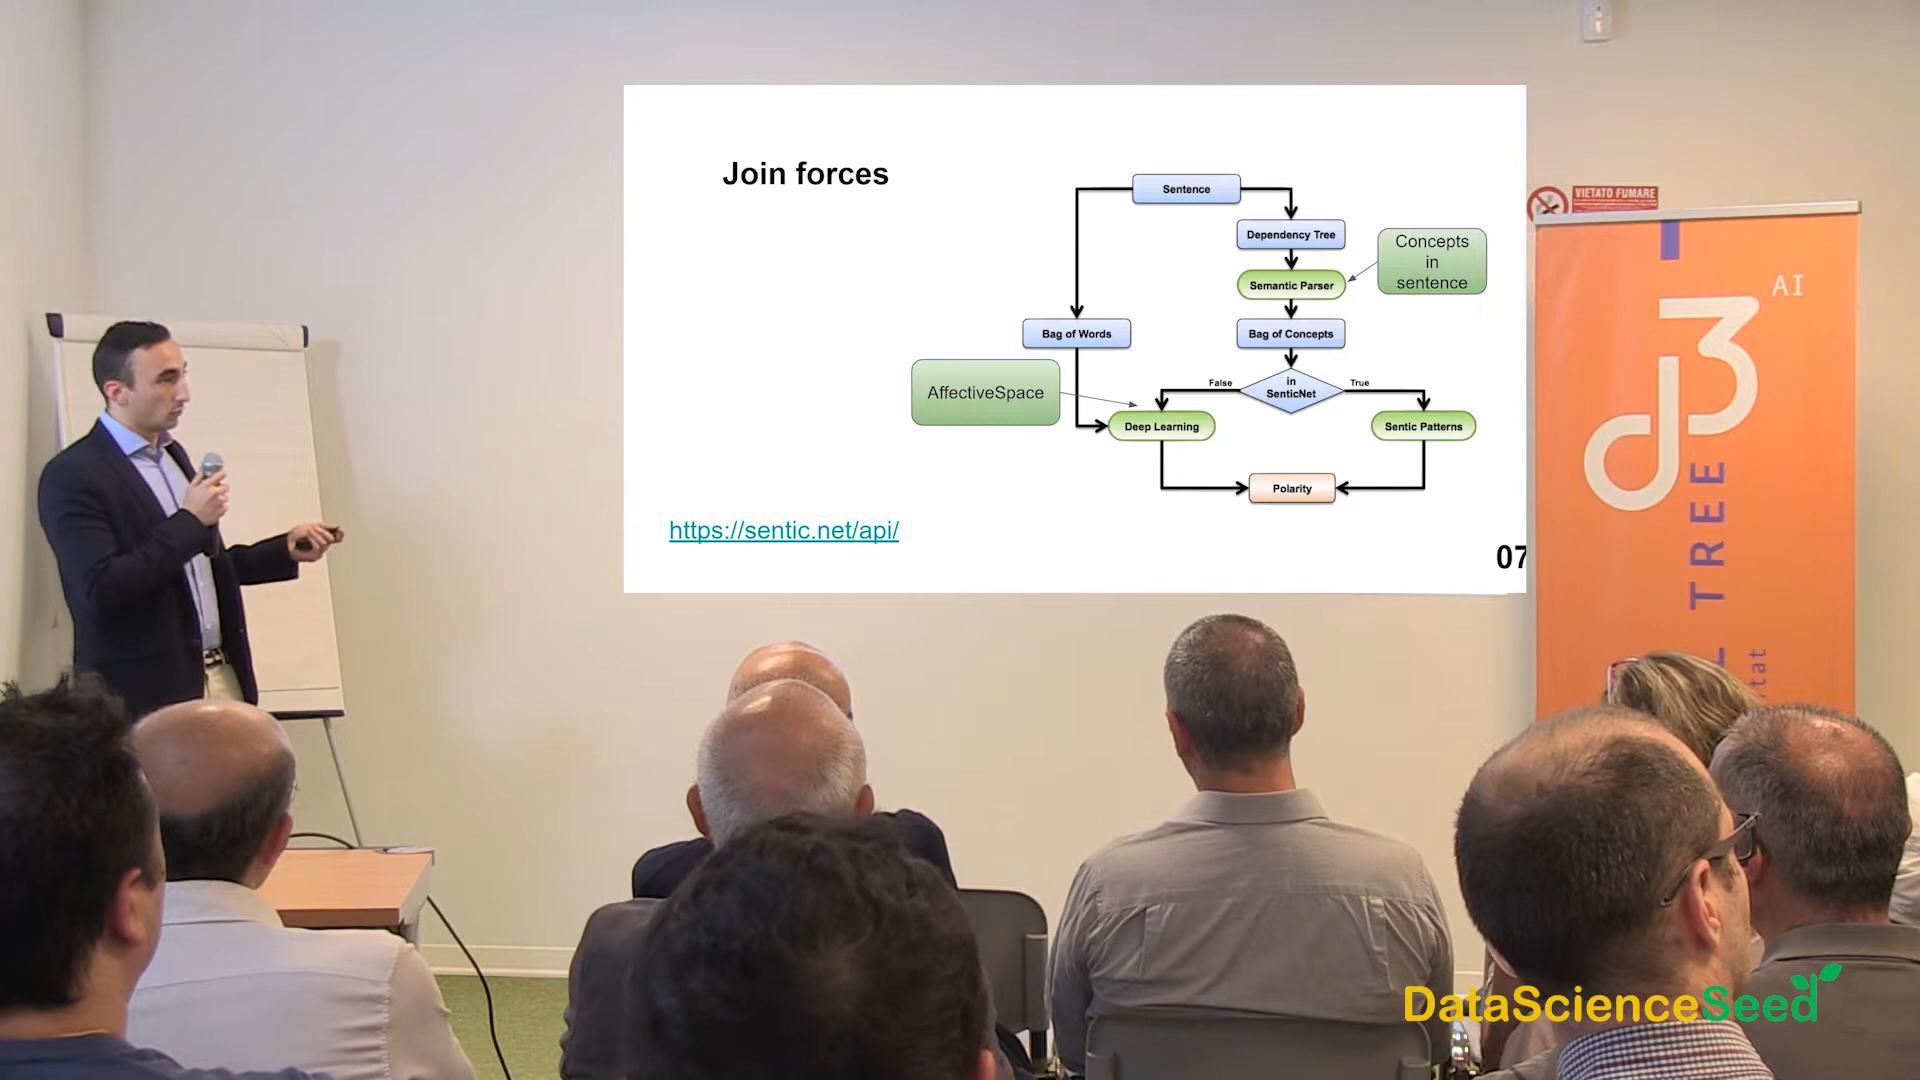 Join forces
Sentence
Dependency Tree
Concepts
in
sentence
Semantic Parser
Bag of Words
Bag of Concepts
AffectiveSpace
False
in
SenticNet
True
Deep Learning
Sentic Patterns
Polarity
https://sentic.net/api/
07
VIETATO FUMARE
AI
d3
TREE
DataScienceSeed